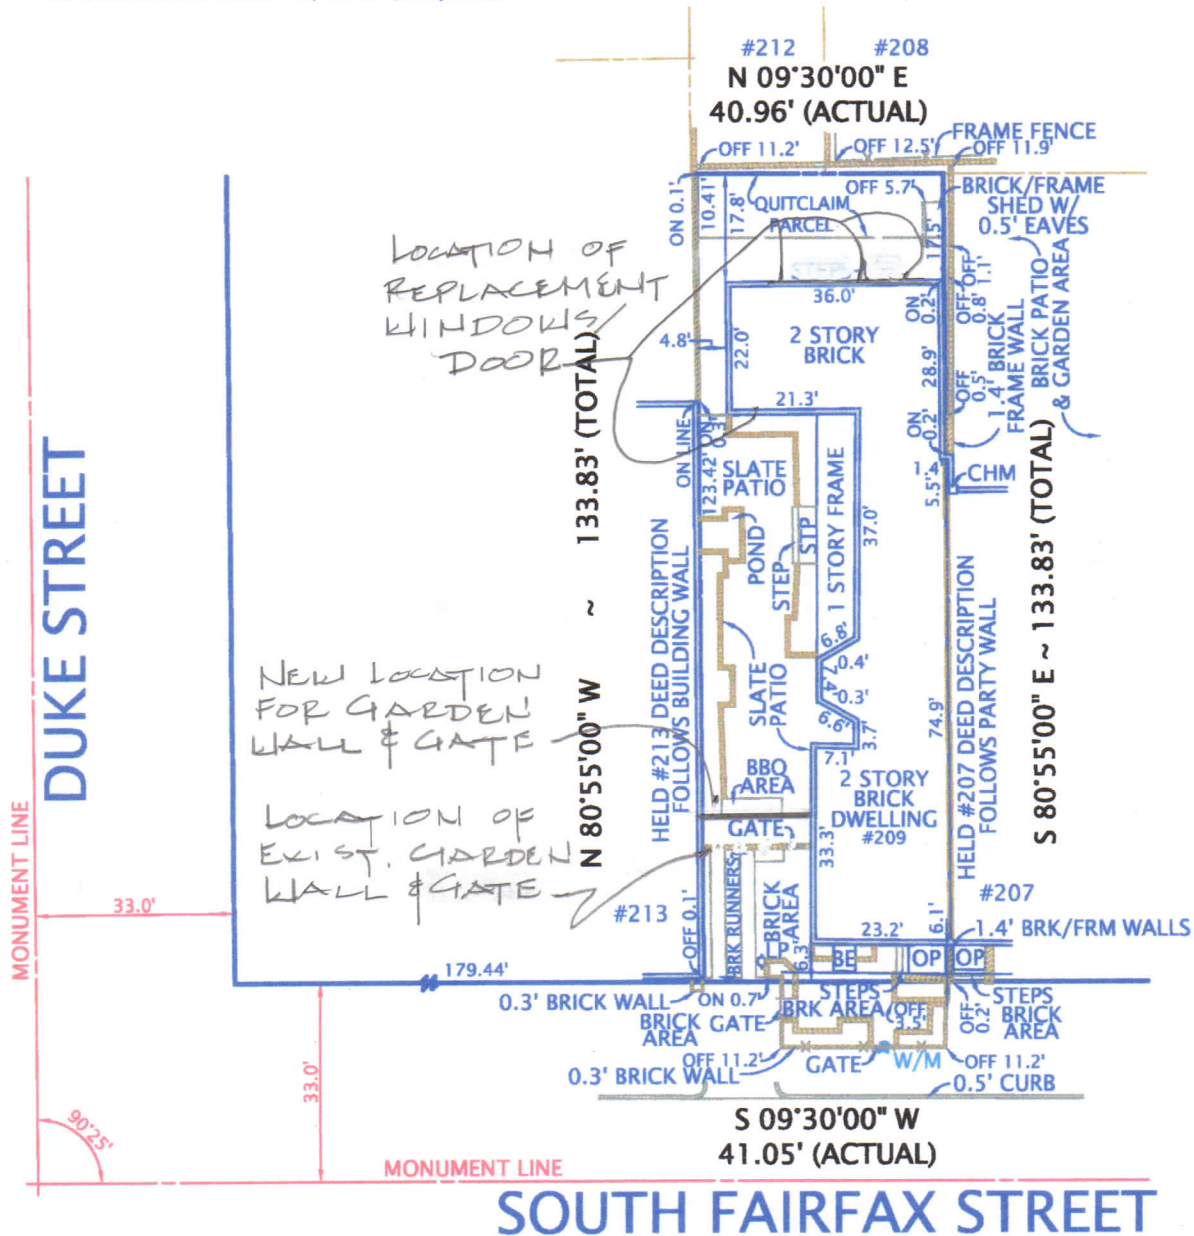 #212
#208
N 09°30'00" E
40.96' (ACTUAL)
FRAME FENCE
OFF 11.2'
OFF 12.5'
OFF 11.9'
OFF 5.7'
BRICK/FRAME
SHED W/
0.5' EAVES
QUITCLAIM
PARCEL
ON 0.1'
10.41'
17.8'
17.5'
LOCATION OF
REPLACEMENT
WINDOWS/
DOOR
STEPS
36.0'
ON
0.2'
OFF
0.8'
OFF
1.1'
BRICK PATIO
& GARDEN AREA
2 STORY
BRICK
4.8'
22.0'
28.9'
OFF
0.5'
1.4' BRICK
FRAME WALL
21.3'
ON
0.2'
ON LINE
ON
0.3'
123.42'
SLATE
PATIO
1.4'
5.5'
CHM
133.83' (TOTAL)
~
N 80°55'00" W
S 80°55'00" E ~ 133.83' (TOTAL)
DUKE STREET
POND
STEP
STP
1 STORY FRAME
37.0'
HELD #213 DEED DESCRIPTION
FOLLOWS BUILDING WALL
HELD #207 DEED DESCRIPTION
FOLLOWS PARTY WALL
6.8'
0.4'
7.4'
0.3'
6.6'
3.7'
7.1'
74.9'
SLATE
PATIO
NEW LOCATION
FOR GARDEN
WALL & GATE
BBQ
AREA
2 STORY
BRICK
DWELLING
#209
LOCATION OF
EXIST. GARDEN
WALL & GATE
GATE
33.3'
MONUMENT LINE
33.0'
#213
OFF 0.1'
BRK RUNNERS
BRICK
AREA
LP
6.3'
23.2'
6.1'
#207
1.4' BRK/FRM WALLS
BE
OP
OP
179.44'
0.3' BRICK WALL
ON 0.7'
STEPS
BRK AREA
OFF
3.5'
OFF
0.2'
STEPS
BRICK
AREA
BRICK
AREA
GATE
OFF 11.2'
0.3' BRICK WALL
GATE
W/M
OFF 11.2'
0.5' CURB
33.0'
90°25'
S 09°30'00" W
41.05' (ACTUAL)
MONUMENT LINE
SOUTH FAIRFAX STREET